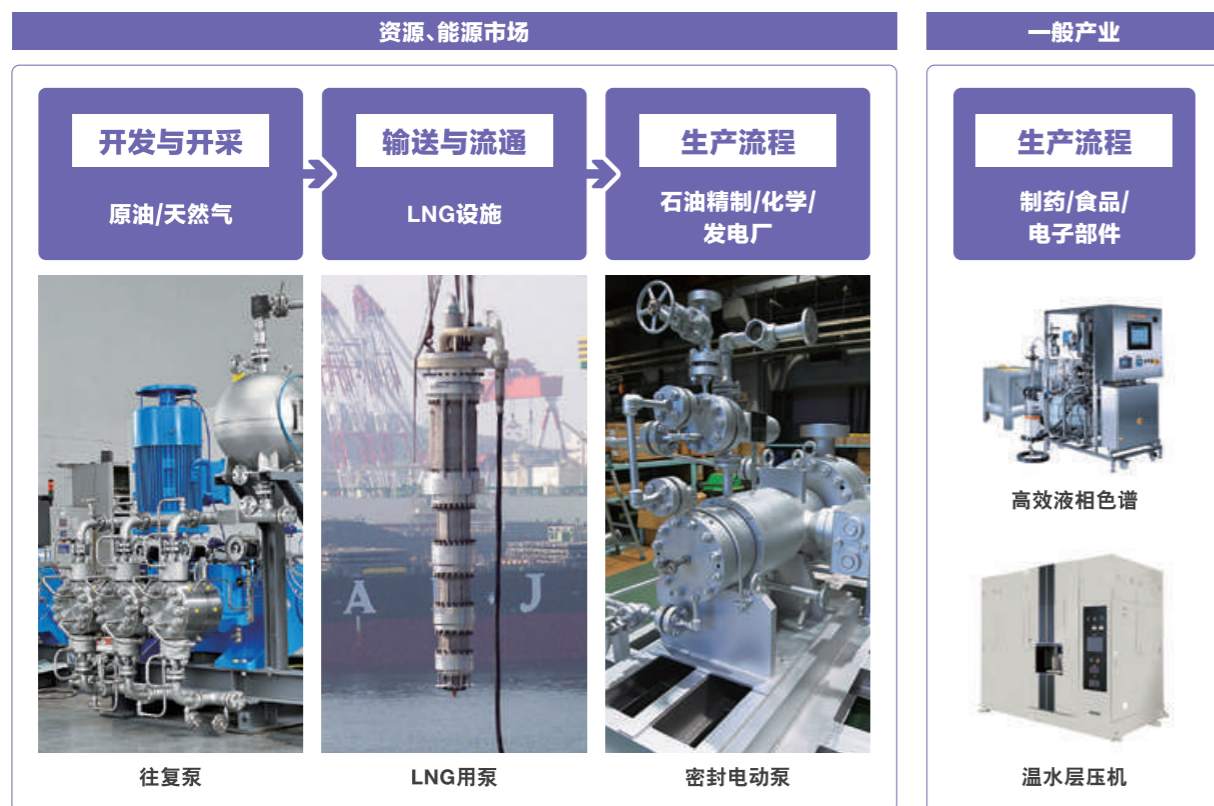 资源、能源市场
一般产业
开发与开采
原油/天然气
输送与流通
LNG设施
生产流程
石油精制/化学/
发电厂
生产流程
制药/食品/
电子部件
A J
往复泵
LNG用泵
密封电动泵
高效液相色谱
温水层压机